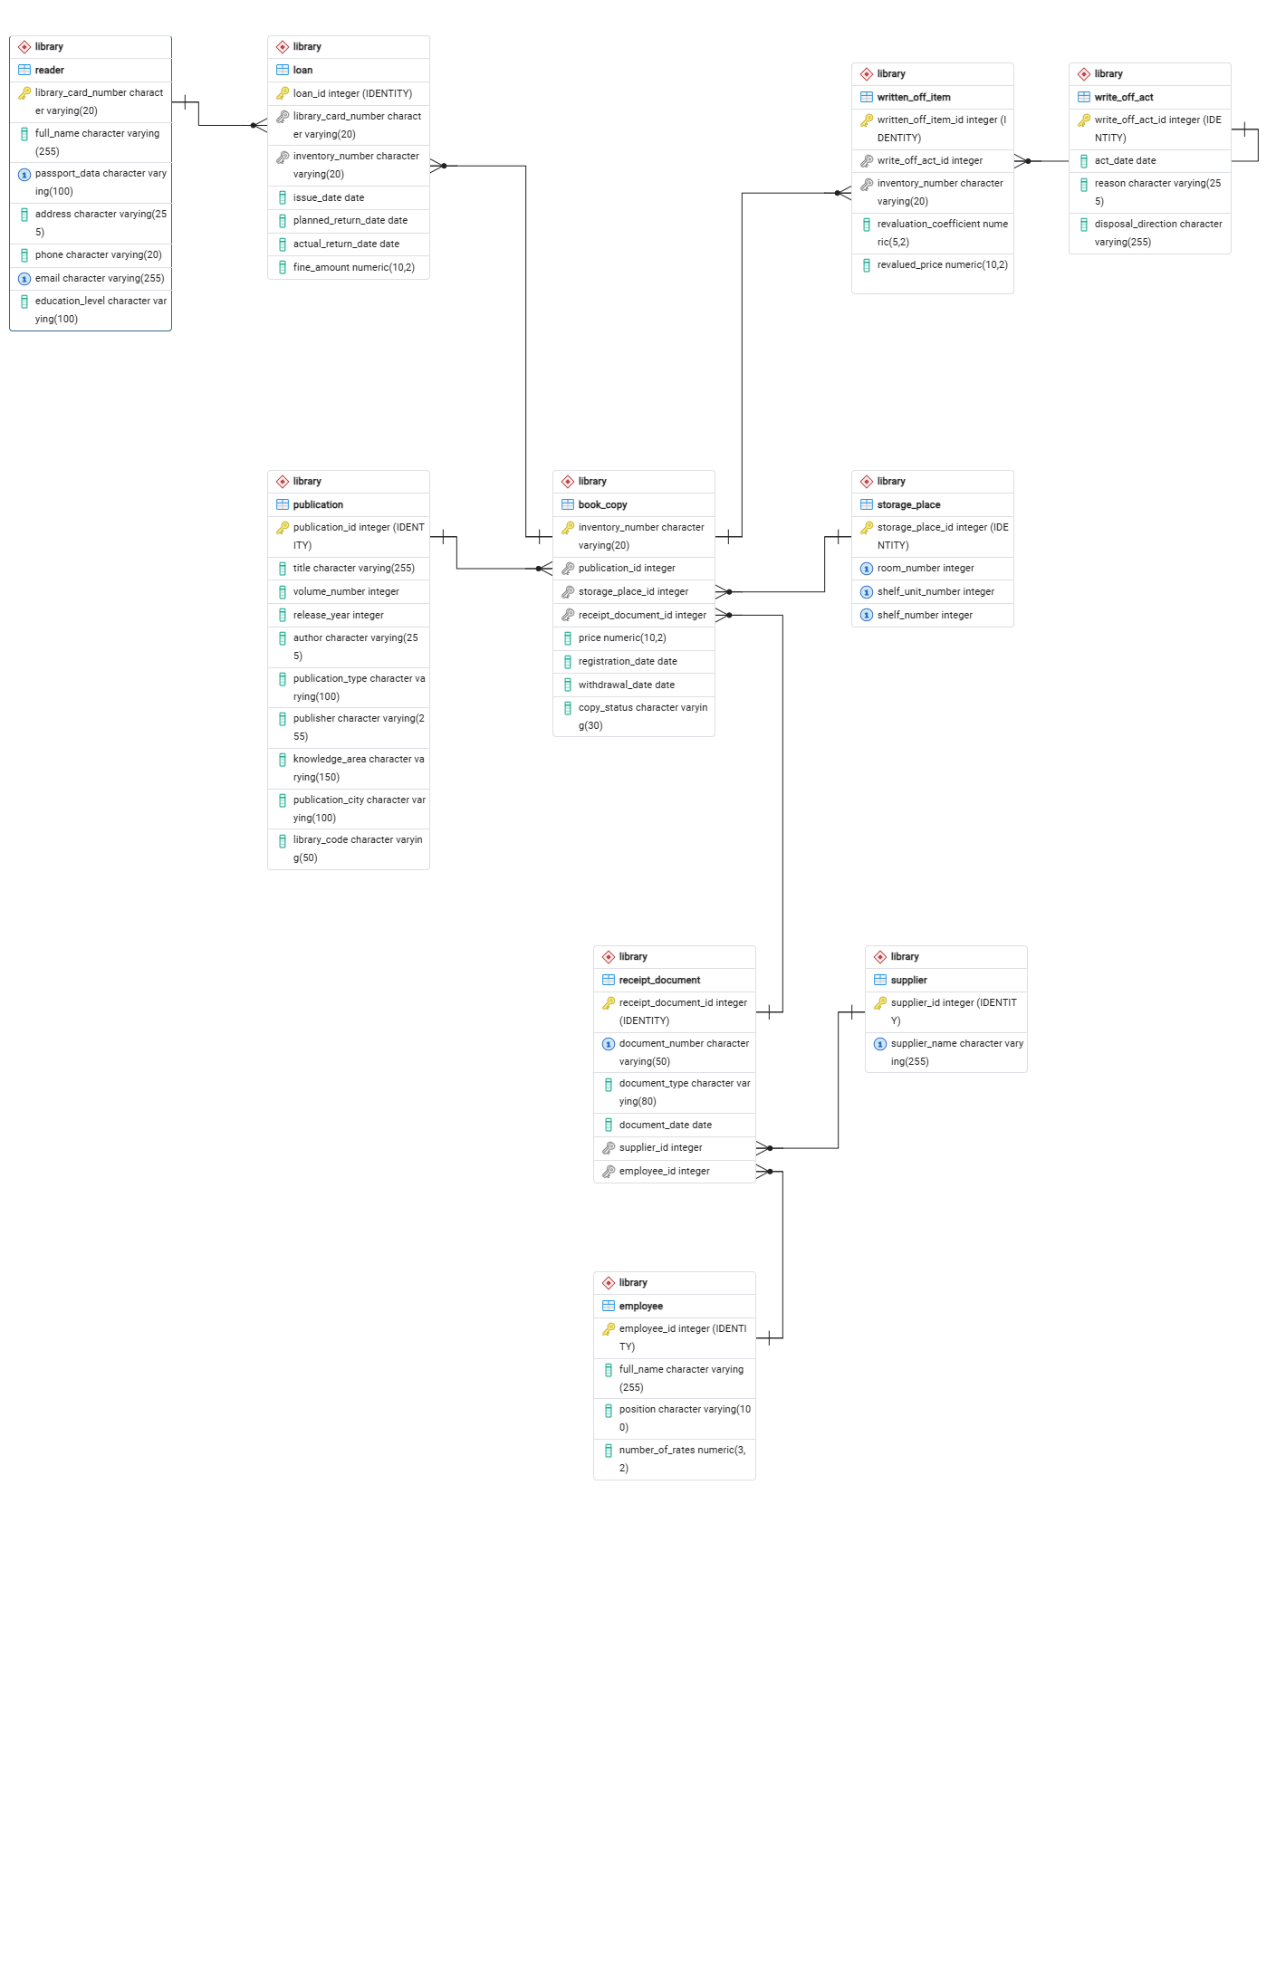 library
reader
library_card_number charact
er varying(20)
full_name character varying
(255)
passport_data character vary
ing(100)
address character varying(25
5)
phone character varying(20)
email character varying(255)
education_level character var
ying(100)
library
loan
loan_id integer (IDENTITY)
library_card_number charact
er varying(20)
inventory_number character
varying(20)
issue_date date
planned_return_date date
actual_return_date date
fine_amount numeric(10,2)
library
written_off_item
written_off_item_id integer (I
DENTITY)
write_off_act_id integer
inventory_number character
varying(20)
revaluation_coefficient nume
ric(5,2)
revalued_price numeric(10,2)
library
write_off_act
write_off_act_id integer (IDE
NTITY)
act_date date
reason character varying(25
5)
disposal_direction character
varying(255)
library
publication
publication_id integer (IDENT
ITY)
title character varying(255)
volume_number integer
release_year integer
author character varying(25
5)
publication_type character va
rying(100)
publisher character varying(2
55)
knowledge_area character va
rying(150)
publication_city character var
ying(100)
library_code character varyin
g(50)
library
book_copy
inventory_number character
varying(20)
publication_id integer
storage_place_id integer
receipt_document_id integer
price numeric(10,2)
registration_date date
withdrawal_date date
copy_status character varyin
g(30)
library
storage_place
storage_place_id integer (IDE
NTITY)
room_number integer
shelf_unit_number integer
shelf_number integer
library
receipt_document
receipt_document_id integer
(IDENTITY)
document_number character
varying(50)
document_type character var
ying(80)
document_date date
supplier_id integer
employee_id integer
library
supplier
supplier_id integer (IDENTIT
Y)
supplier_name character vary
ing(255)
library
employee
employee_id integer (IDENTI
TY)
full_name character varying
(255)
position character varying(10
0)
number_of_rates numeric(3,
2)